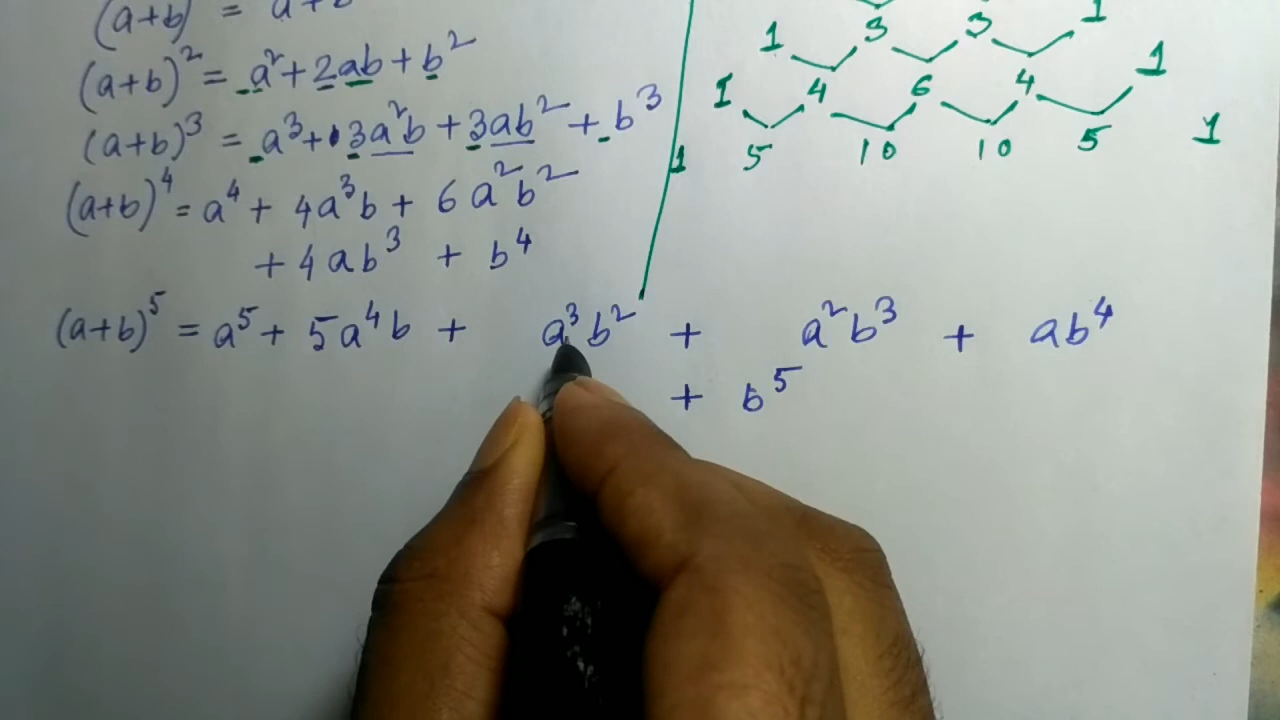 (a+b) = a+b
(a+b)² = a² + 2ab + b²
(a+b)³ = a³ + 3a²b + 3ab² + b³
(a+b)⁴ = a⁴ + 4a³b + 6a²b²
+ 4ab³ + b⁴
(a+b)⁵ = a⁵ + 5a⁴b + a³b² + a²b³ + ab⁴
+ b⁵
1 3 3 1
1 4 6 4 1
1 5 10 10 5 1